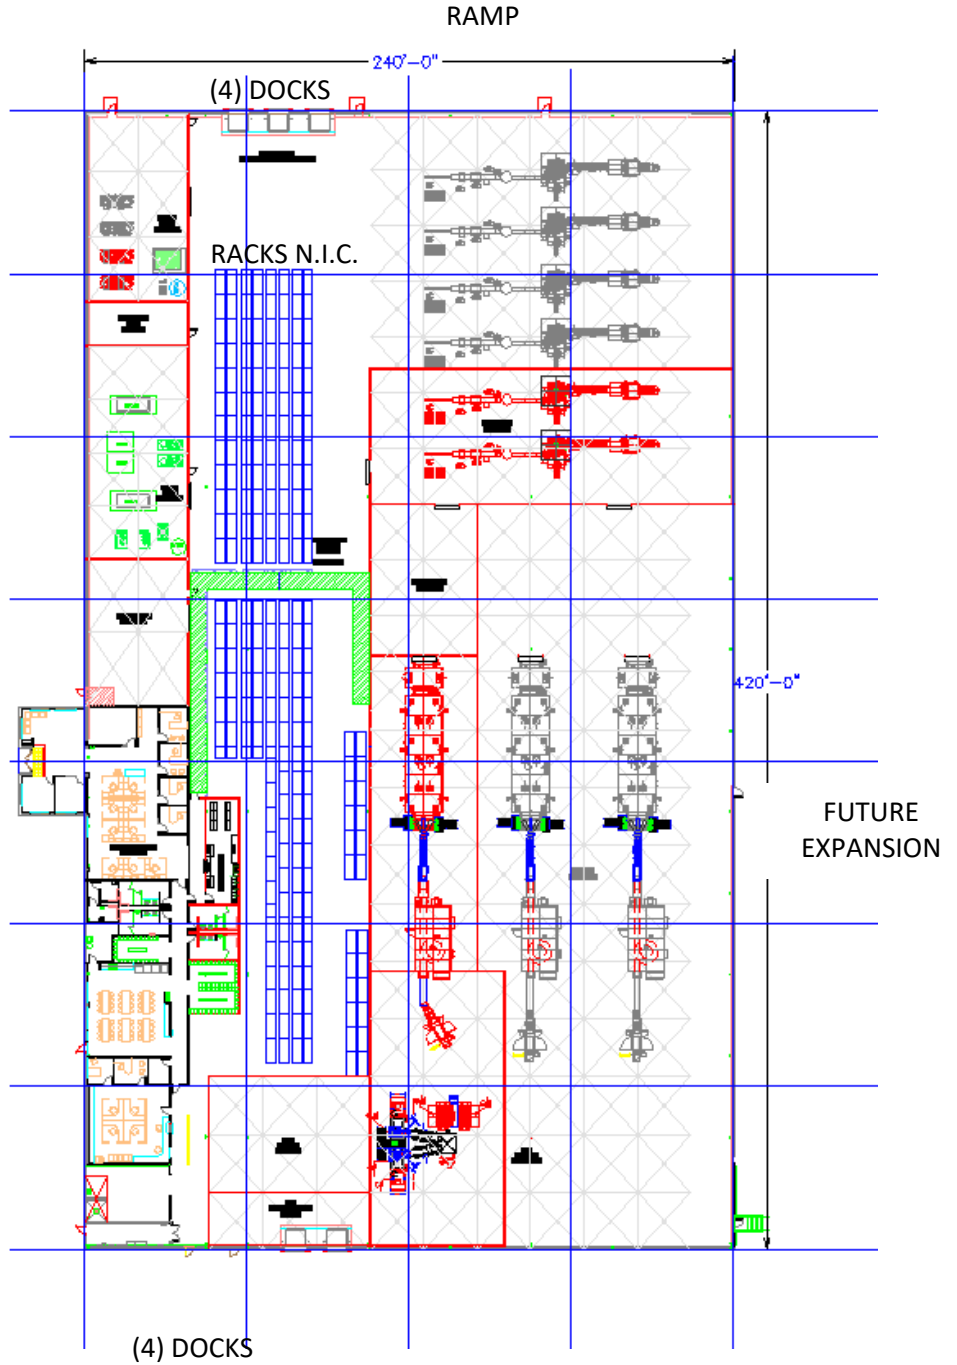 RAMP
240'-0"
(4) DOCKS
RACKS N.I.C.
420'-0"
FUTURE
EXPANSION
(4) DOCKS